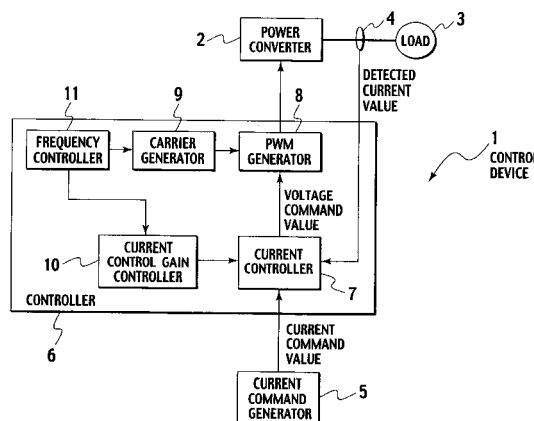 4
3
2
POWER
CONVERTER
LOAD
DETECTED
CURRENT
VALUE
11
9
8
FREQUENCY
CONTROLLER
CARRIER
GENERATOR
PWM
GENERATOR
1
CONTROL
DEVICE
VOLTAGE
COMMAND
VALUE
CURRENT
CONTROL GAIN
CONTROLLER
10
CURRENT
CONTROLLER
7
CONTROLLER
6
CURRENT
COMMAND
VALUE
CURRENT
COMMAND
GENERATOR
5